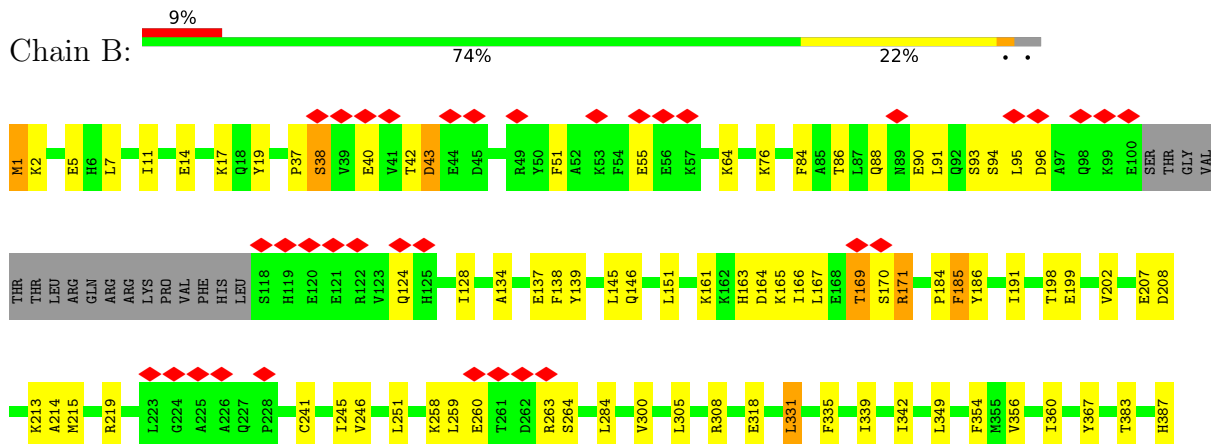 9%
Chain B:
74% 22% • •
M1 K2 E5 H6 L7 I11 E14 K17 Q18 Y19 P37 S38 V39 E40 V41 T42 D43 E44 D45 R49 Y50 F51 A52 K53 F54 E55 E56 K57 K64 K76 F84 A85 T86 L87 Q88 N89 E90 L91 Q92 S93 S94 L95 D96 A97 Q98 K99 E100 SER THR GLY VAL
THR THR LEU ARG GLN ARG ARG LYS PRO VAL PHE HIS LEU S118 H119 E120 E121 R122 V123 Q124 H125 I128 A134 E137 F138 Y139 L145 Q146 L151 K161 K162 H163 D164 K165 I166 L167 E168 T169 S170 R171 P184 F185 Y186 I191 T198 E199 V202 E207 D208
K213 A214 M215 R219 L223 G224 A225 A226 Q227 P228 C241 I245 V246 L251 K258 L259 E260 T261 D262 R263 S264 L284 V300 L305 R308 E318 L331 F335 I339 I342 L349 F354 M355 V356 I360 Y367 T383 H387